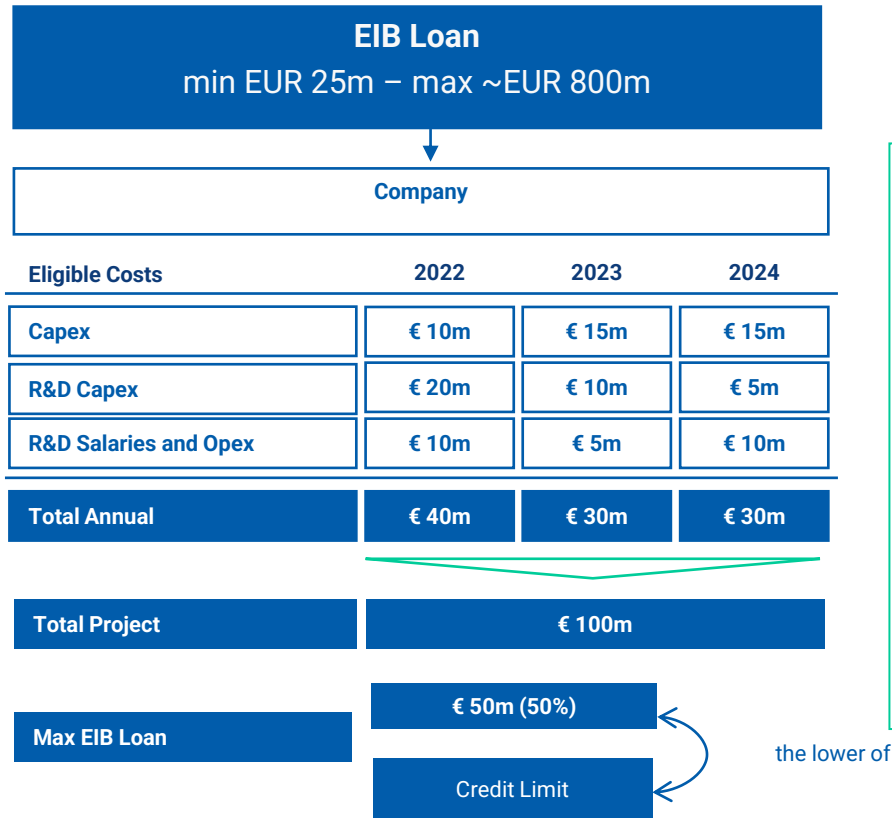 EIB Loan
min EUR 25m – max ~EUR 800m
Company
Eligible Costs 2022 2023 2024
Capex € 10m € 15m € 15m
R&D Capex € 20m € 10m € 5m
R&D Salaries and Opex € 10m € 5m € 10m
Total Annual € 40m € 30m € 30m
Total Project € 100m
€ 50m (50%)
Max EIB Loan
the lower of
Credit Limit